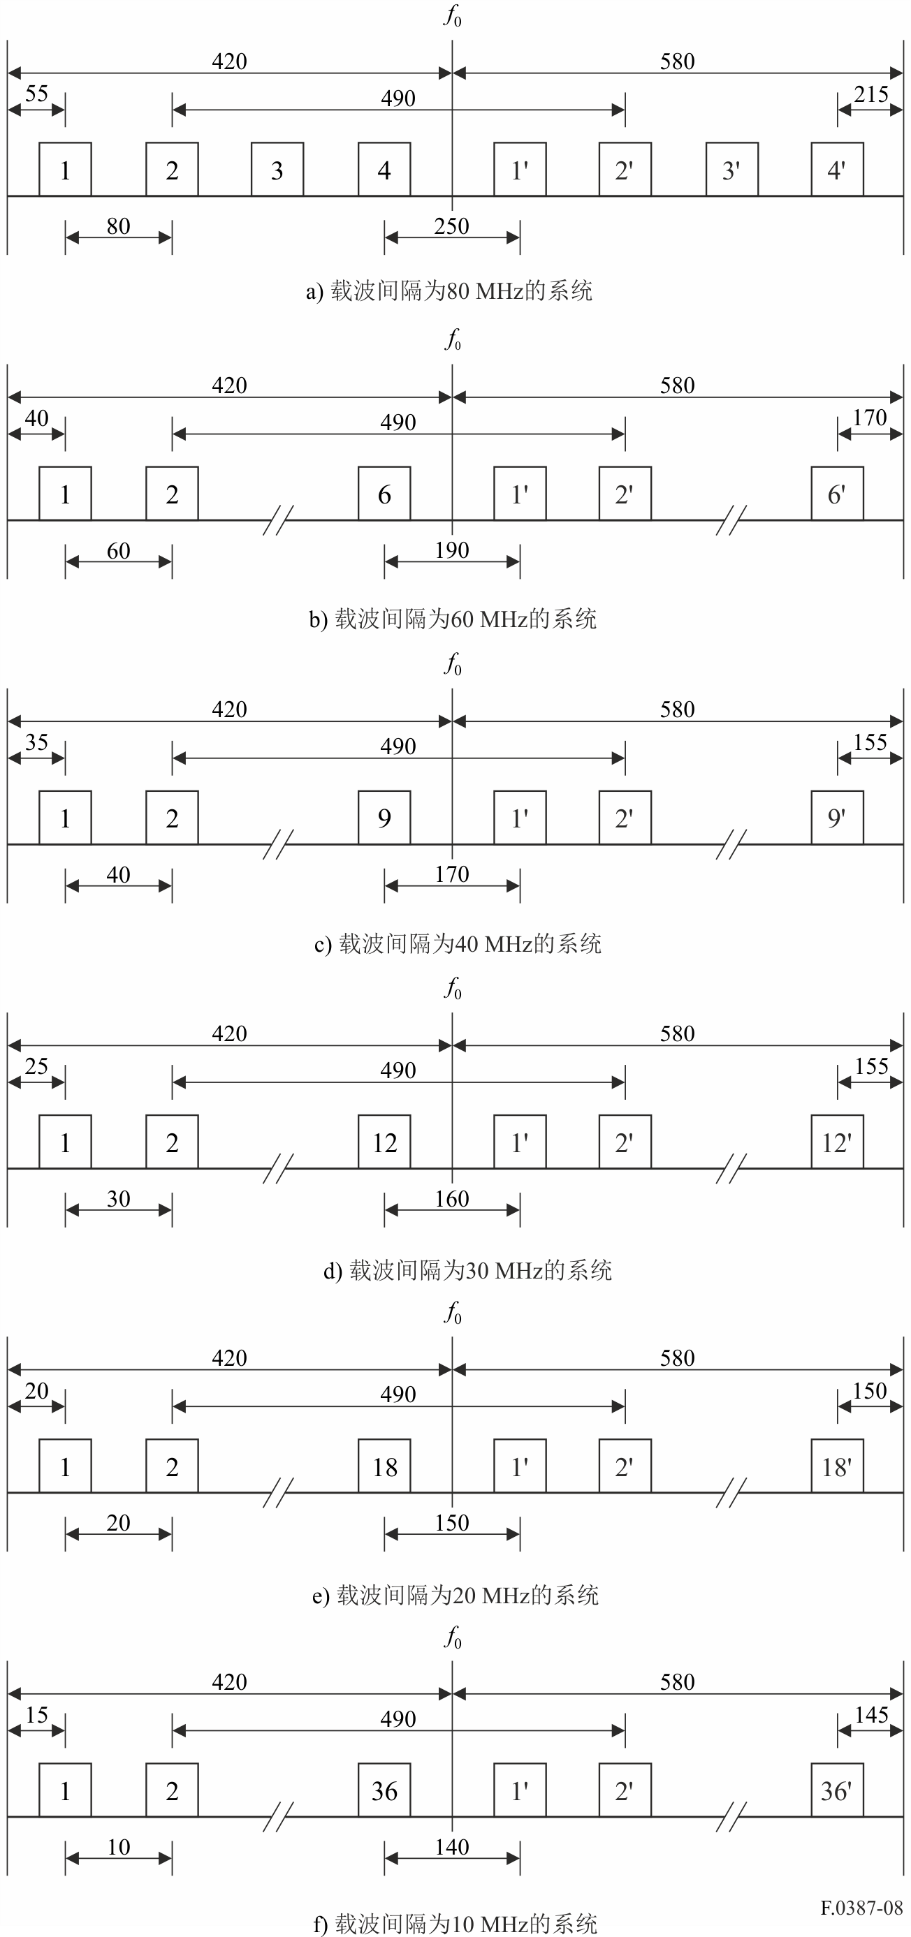 f0
420 580
55 490 215
1 2 3 4 1' 2' 3' 4'
80 250
a) 载波间隔为80 MHz的系统
f0
420 580
40 490 170
1 2 6 1' 2' 6'
60 190
b) 载波间隔为60 MHz的系统
f0
420 580
35 490 155
1 2 9 1' 2' 9'
40 170
c) 载波间隔为40 MHz的系统
f0
420 580
25 490 155
1 2 12 1' 2' 12'
30 160
d) 载波间隔为30 MHz的系统
f0
420 580
20 490 150
1 2 18 1' 2' 18'
20 150
e) 载波间隔为20 MHz的系统
f0
420 580
15 490 145
1 2 36 1' 2' 36'
10 140
F.0387-08
f) 载波间隔为10 MHz的系统